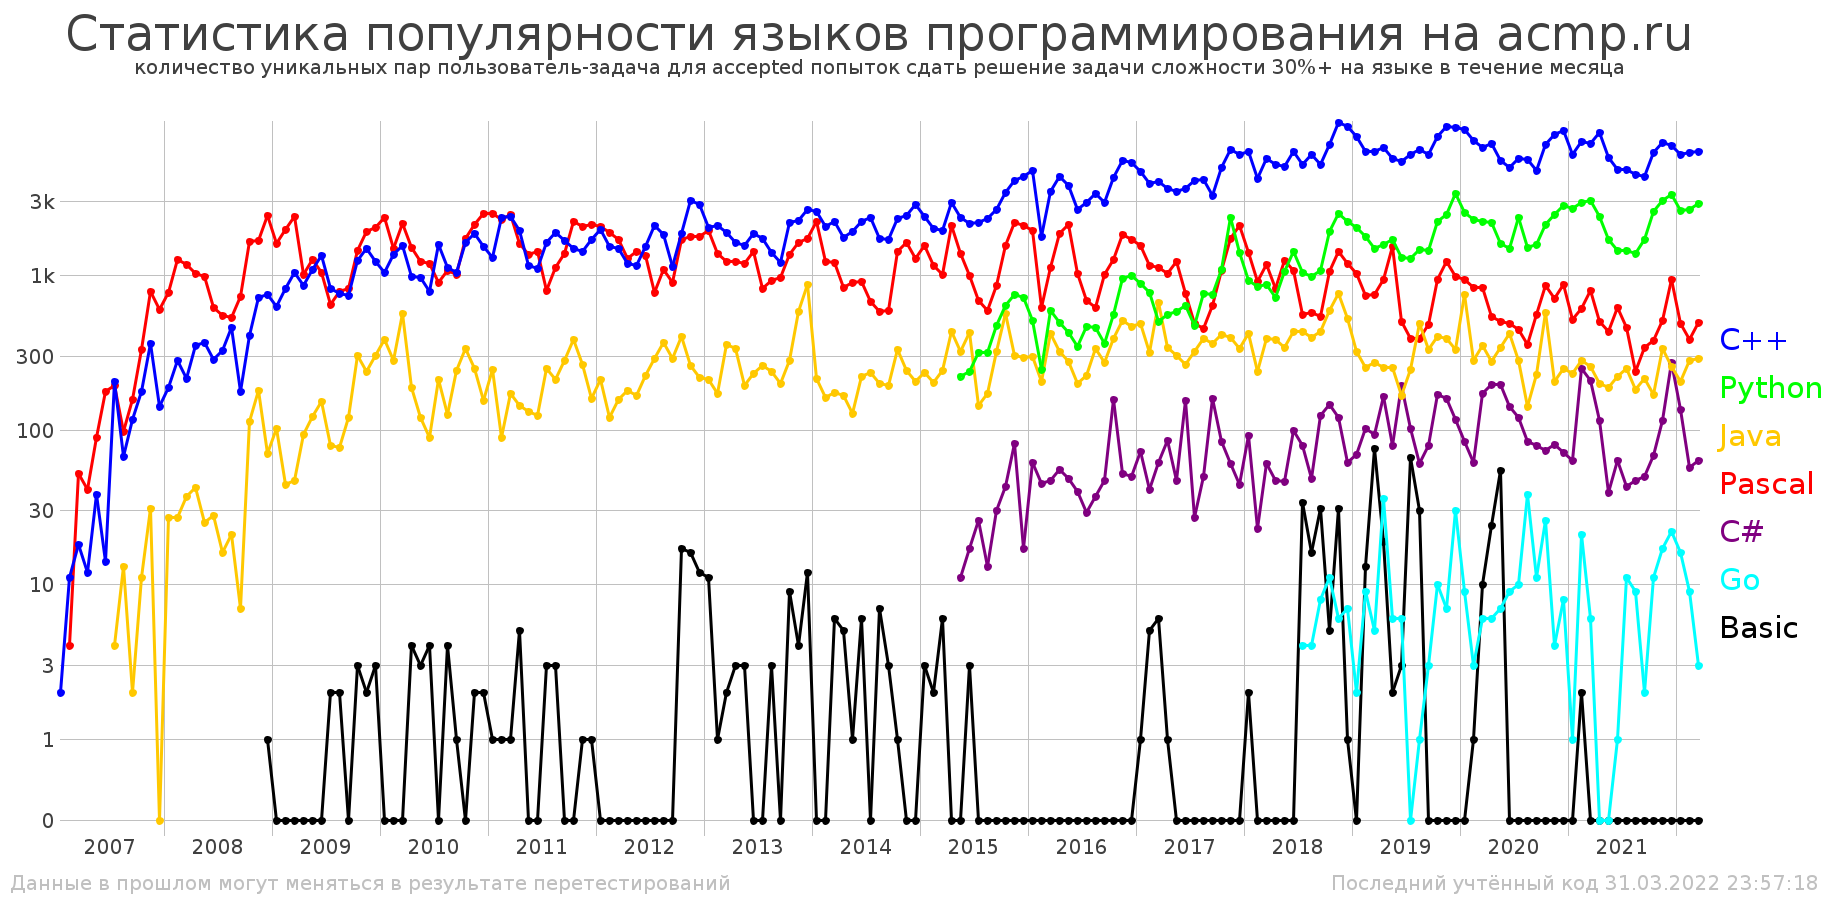 Статистика популярности языков программирования на acmp.ru
количество уникальных пар пользователь-задача для accepted попыток сдать решение задачи сложности 30%+ на языке в течение месяца
3k
1k
300
100
30
10
3
1
0
C++
Python
Java
Pascal
C#
Go
Basic
2007 2008 2009 2010 2011 2012 2013 2014 2015 2016 2017 2018 2019 2020 2021
Данные в прошлом могут меняться в результате перетестирований
Последний учтённый код 31.03.2022 23:57:18